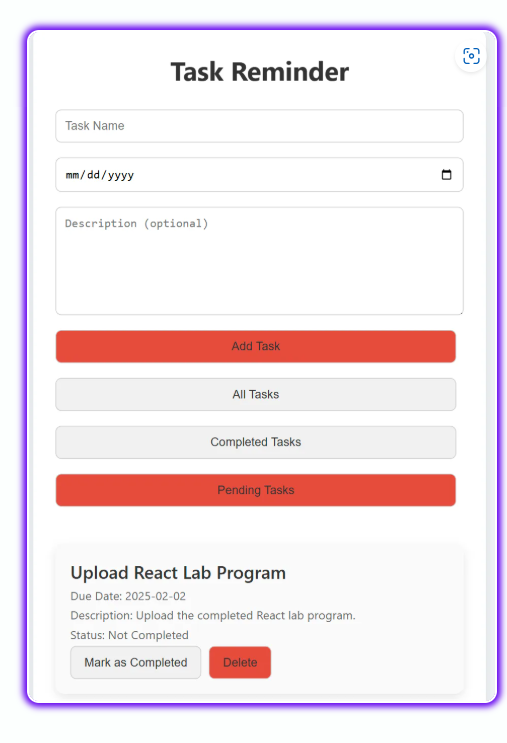 Task Reminder
Task Name
mm/dd/yyyy
Description (optional)
Add Task
All Tasks
Completed Tasks
Pending Tasks
Upload React Lab Program
Due Date: 2025-02-02
Description: Upload the completed React lab program.
Status: Not Completed
Mark as Completed Delete